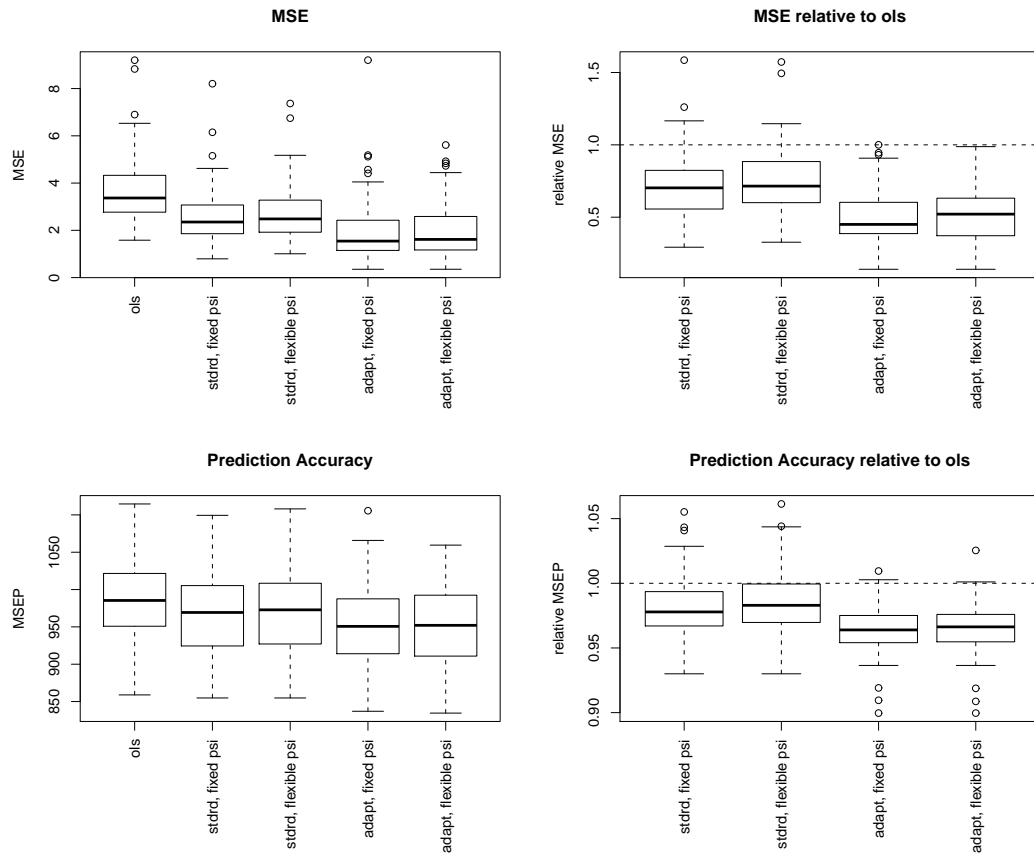 MSE
MSE
0
2
4
6
8
ols
stdrd, fixed psi
stdrd, flexible psi
adapt, fixed psi
adapt, flexible psi
MSE relative to ols
relative MSE
0.5
1.0
1.5
stdrd, fixed psi
stdrd, flexible psi
adapt, fixed psi
adapt, flexible psi
Prediction Accuracy
MSEP
850
900
950
1050
ols
stdrd, fixed psi
stdrd, flexible psi
adapt, fixed psi
adapt, flexible psi
Prediction Accuracy relative to ols
relative MSEP
0.90
0.95
1.00
1.05
stdrd, fixed psi
stdrd, flexible psi
adapt, fixed psi
adapt, flexible psi